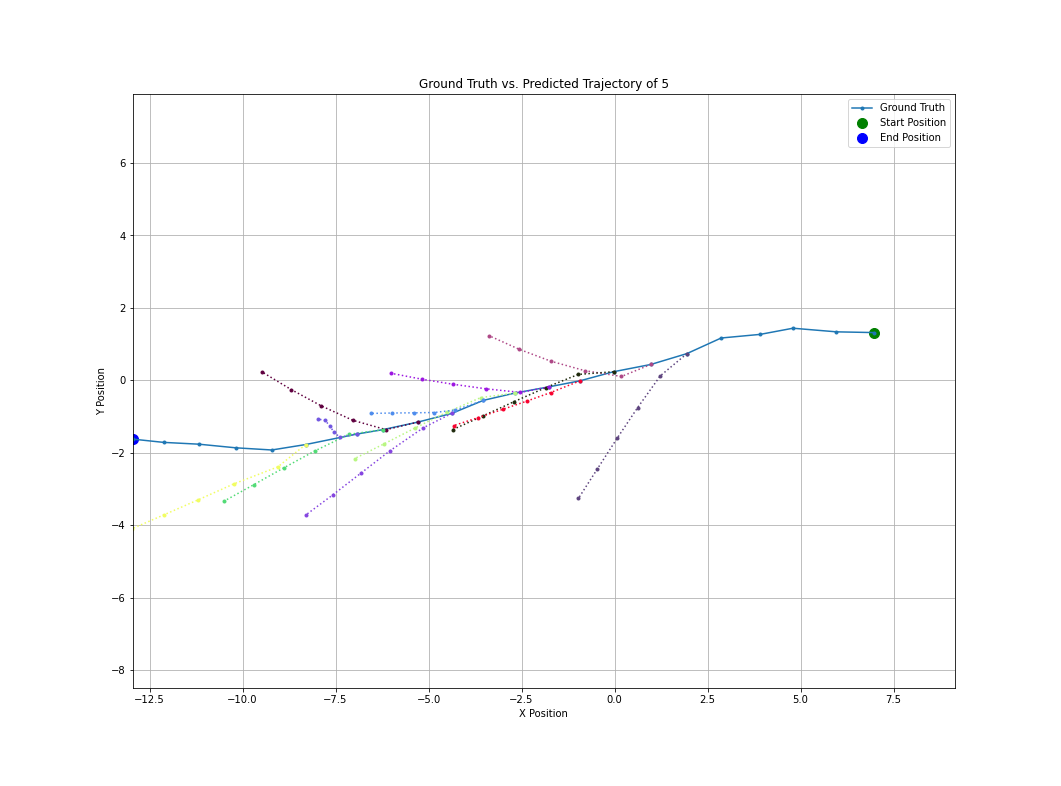 Ground Truth vs. Predicted Trajectory of 5
Ground Truth
Start Position
End Position
6
4
2
0
−2
−4
−6
−8
Y Position
−12.5 −10.0 −7.5 −5.0 −2.5 0.0 2.5 5.0 7.5
X Position